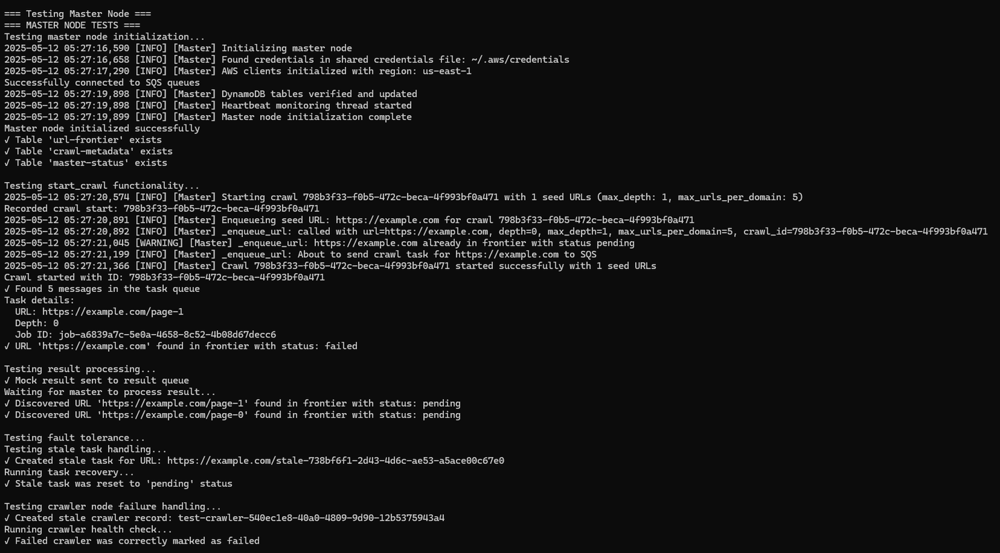 === Testing Master Node ===
=== MASTER NODE TESTS ===
Testing master node initialization...
2025-05-12 05:27:16,590 [INFO] [Master] Initializing master node
2025-05-12 05:27:16,658 [INFO] [Master] Found credentials in shared credentials file: ~/.aws/credentials
2025-05-12 05:27:17,290 [INFO] [Master] AWS clients initialized with region: us-east-1
Successfully connected to SQS queues
2025-05-12 05:27:19,898 [INFO] [Master] DynamoDB tables verified and updated
2025-05-12 05:27:19,898 [INFO] [Master] Heartbeat monitoring thread started
2025-05-12 05:27:19,899 [INFO] [Master] Master node initialization complete
Master node initialized successfully
✓ Table 'url-frontier' exists
✓ Table 'crawl-metadata' exists
✓ Table 'master-status' exists

Testing start_crawl functionality...
2025-05-12 05:27:20,574 [INFO] [Master] Starting crawl 798b3f33-f0b5-472c-beca-4f993bf0a471 with 1 seed URLs (max_depth: 1, max_urls_per_domain: 5)
Recorded crawl start: 798b3f33-f0b5-472c-beca-4f993bf0a471
2025-05-12 05:27:20,891 [INFO] [Master] Enqueueing seed URL: https://example.com for crawl 798b3f33-f0b5-472c-beca-4f993bf0a471
2025-05-12 05:27:20,892 [INFO] [Master] _enqueue_url: called with url=https://example.com, depth=0, max_depth=1, max_urls_per_domain=5, crawl_id=798b3f33-f0b5-472c-beca-4f993bf0a471
2025-05-12 05:27:21,045 [WARNING] [Master] _enqueue_url: https://example.com already in frontier with status pending
2025-05-12 05:27:21,199 [INFO] [Master] _enqueue_url: About to send crawl task for https://example.com to SQS
2025-05-12 05:27:21,366 [INFO] [Master] Crawl 798b3f33-f0b5-472c-beca-4f993bf0a471 started successfully with 1 seed URLs
Crawl started with ID: 798b3f33-f0b5-472c-beca-4f993bf0a471
✓ Found 5 messages in the task queue
Task details:
  URL: https://example.com/page-1
  Depth: 0
  Job ID: job-a6839a7c-5e0a-4658-8c52-4b08d67decc6
✓ URL 'https://example.com' found in frontier with status: failed

Testing result processing...
✓ Mock result sent to result queue
Waiting for master to process result...
✓ Discovered URL 'https://example.com/page-1' found in frontier with status: pending
✓ Discovered URL 'https://example.com/page-0' found in frontier with status: pending

Testing fault tolerance...
Testing stale task handling...
✓ Created stale task for URL: https://example.com/stale-738bf6f1-2d43-4d6c-ae53-a5ace00c67e0
Running task recovery...
✓ Stale task was reset to 'pending' status

Testing crawler node failure handling...
✓ Created stale crawler record: test-crawler-540ec1e8-40a0-4809-9d90-12b5375943a4
Running crawler health check...
✓ Failed crawler was correctly marked as failed